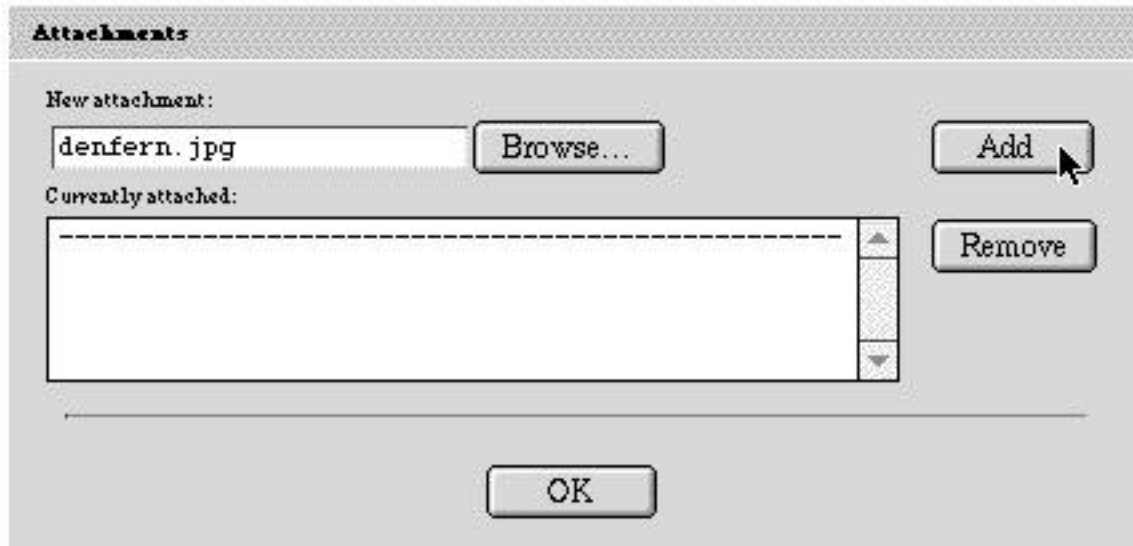 Attachments
New attachment:
denfern.jpg Browse... Add
Currently attached:
Remove
OK